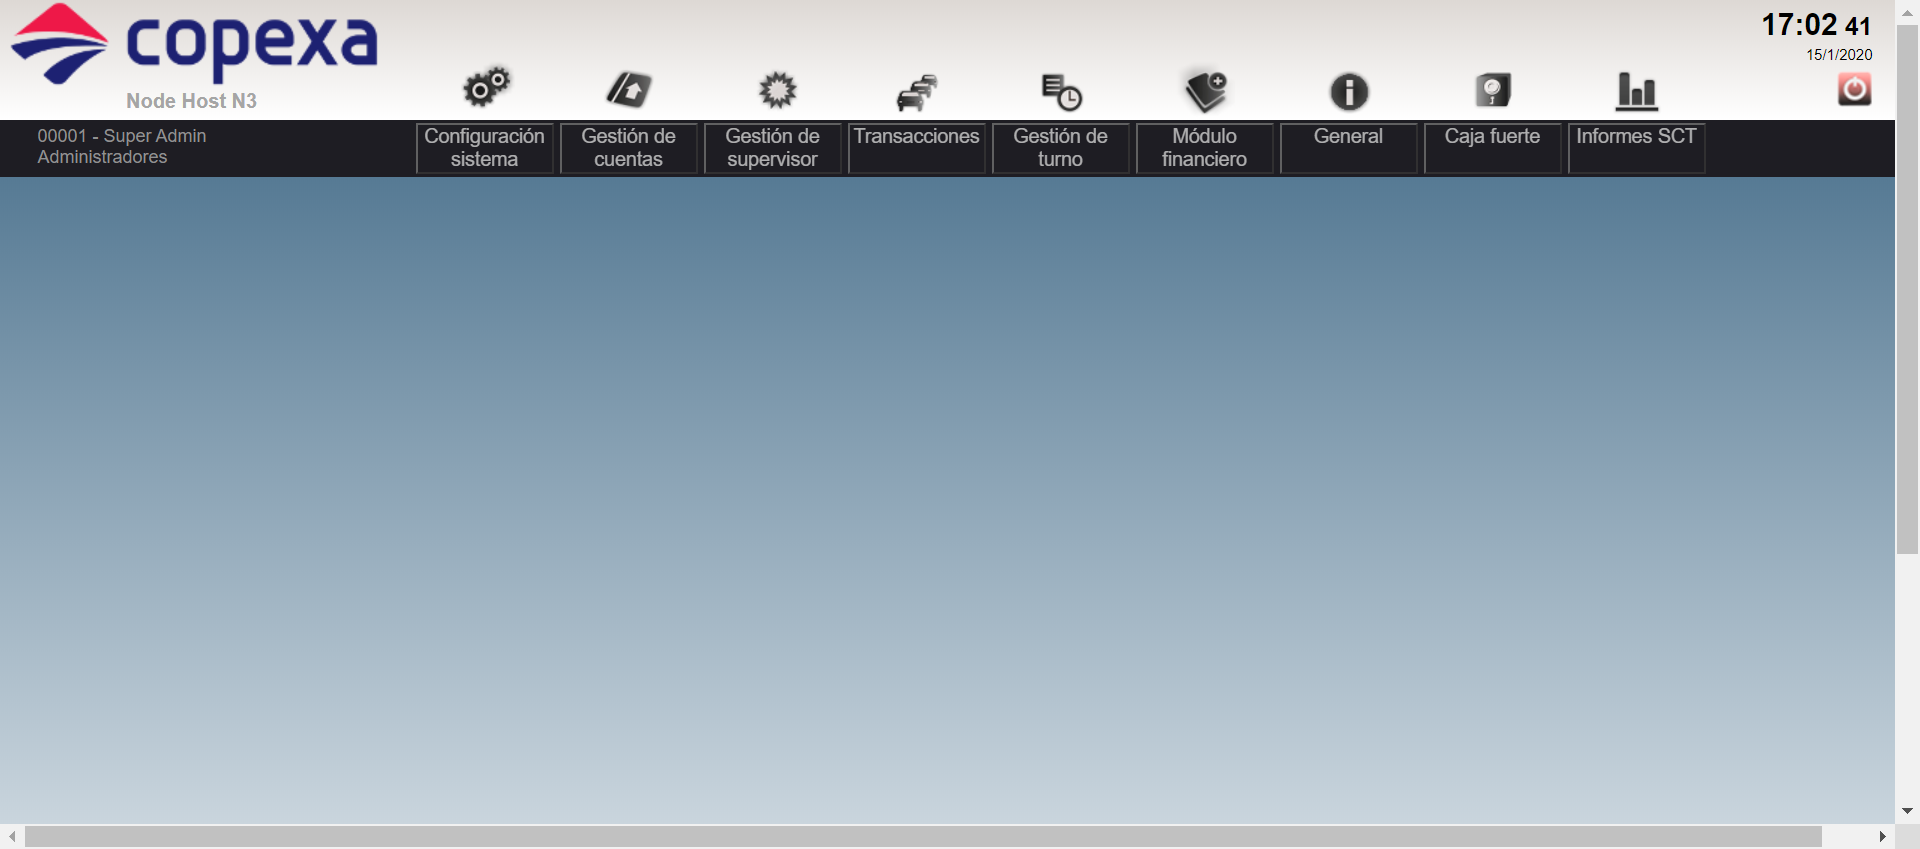 copexa
Node Host N3
17:02 41
15/1/2020
00001 - Super Admin
Administradores
Configuración
sistema
Gestión de
cuentas
Gestión de
supervisor
Transacciones
Gestión de
turno
Módulo
financiero
General
Caja fuerte
Informes SCT